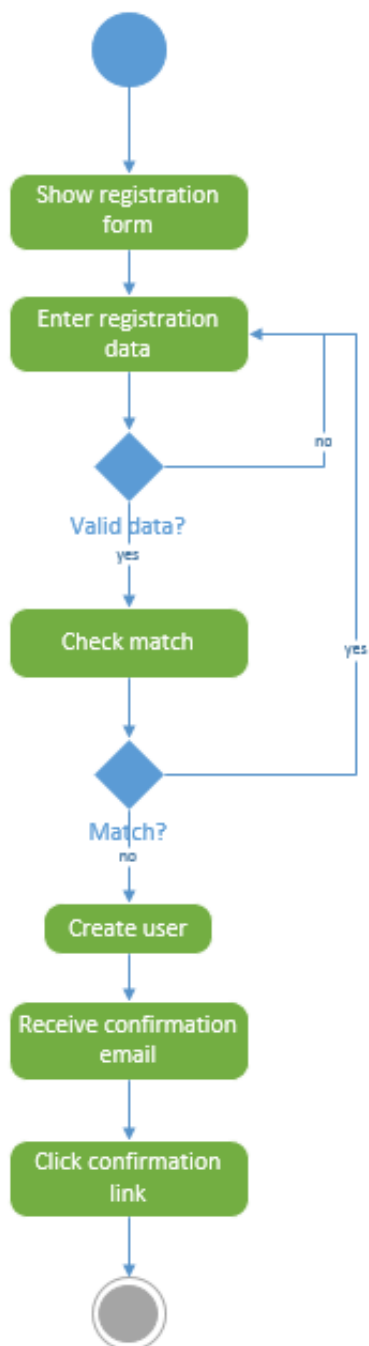 Show registration
form
Enter registration
data
no
Valid data?
yes
Check match
yes
Match?
no
Create user
Receive confirmation
email
Click confirmation
link